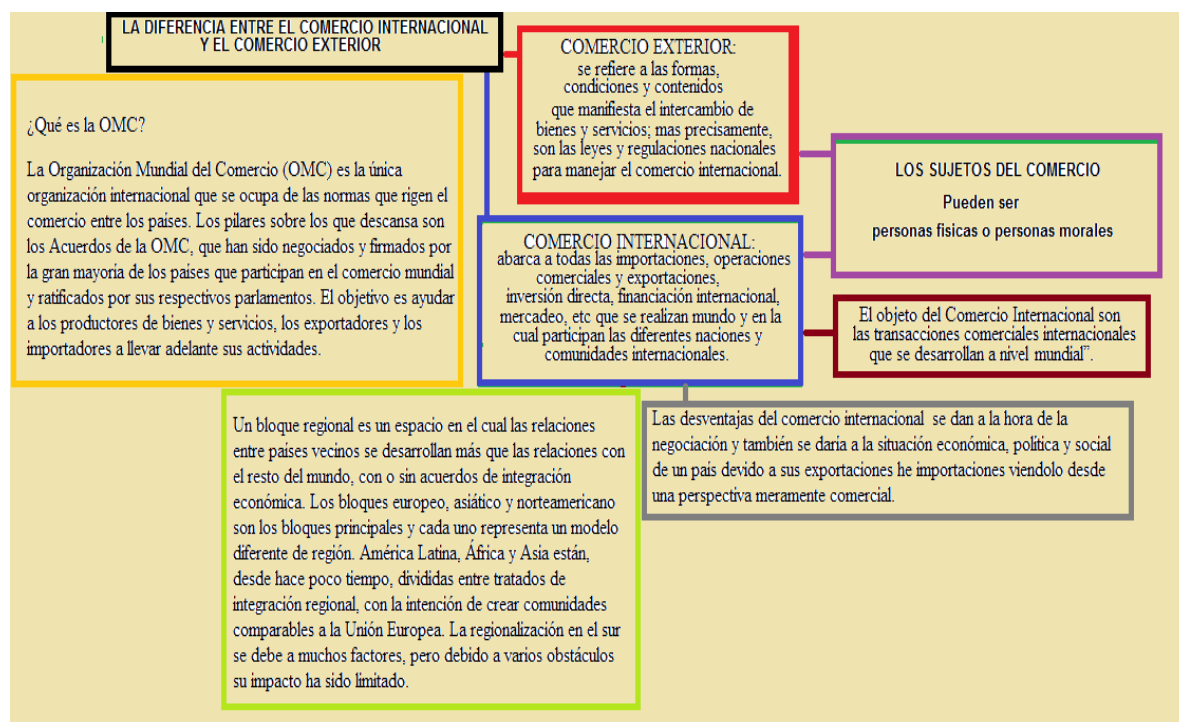 LA DIFERENCIA ENTRE EL COMERCIO INTERNACIONAL
Y EL COMERCIO EXTERIOR
COMERCIO EXTERIOR:
se refiere a las formas,
condiciones y contenidos
que manifiesta el intercambio de
bienes y servicios; mas precisamente,
son las leyes y regulaciones nacionales
para manejar el comercio internacional.
¿Qué es la OMC?
La Organización Mundial del Comercio (OMC) es la única
organización internacional que se ocupa de las normas que rigen el
comercio entre los países. Los pilares sobre los que descansa son
los Acuerdos de la OMC, que han sido negociados y firmados por
la gran mayoría de los países que participan en el comercio mundial
y ratificados por sus respectivos parlamentos. El objetivo es ayudar
a los productores de bienes y servicios, los exportadores y los
importadores a llevar adelante sus actividades.
LOS SUJETOS DEL COMERCIO
Pueden ser
personas fisicas o personas morales
COMERCIO INTERNACIONAL:
abarca a todas las importaciones, operaciones
comerciales y exportaciones,
inversión directa, financiación internacional,
mercadeo, etc que se realizan mundo y en la
cual participan las diferentes naciones y
comunidades internacionales.
El objeto del Comercio Internacional son
las transacciones comerciales internacionales
que se desarrollan a nivel mundial”.
Un bloque regional es un espacio en el cual las relaciones
entre países vecinos se desarrollan más que las relaciones con
el resto del mundo, con o sin acuerdos de integración
económica. Los bloques europeo, asiático y norteamericano
son los bloques principales y cada uno representa un modelo
diferente de región. América Latina, África y Asia están,
desde hace poco tiempo, divididas entre tratados de
integración regional, con la intención de crear comunidades
comparables a la Unión Europea. La regionalización en el sur
se debe a muchos factores, pero debido a varios obstáculos
su impacto ha sido limitado.
Las desventajas del comercio internacional se dan a la hora de la
negociación y también se daria a la situación económica, política y social
de un país devido a sus exportaciones he importaciones viendolo desde
una perspectiva meramente comercial.